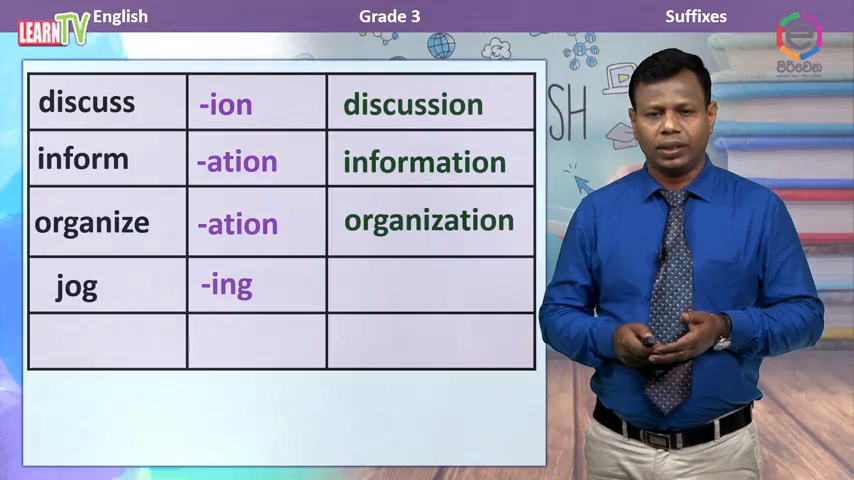 LEARN TV
English
Grade 3
Suffixes
පිරිවෙන
SH
discuss -ion discussion
inform -ation information
organize -ation organization
jog -ing